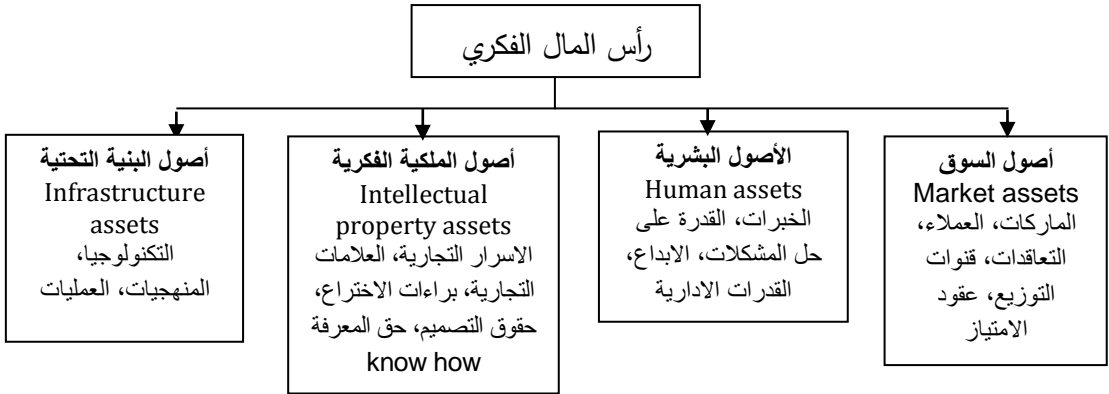 رأس المال الفكري
أصول السوق
Market assets
الماركات، العملاء،
التعاقدات، قنوات
التوزيع، عقود
الامتياز
الأصول البشرية
Human assets
الخبرات، القدرة على
حل المشكلات، الابداع،
القدرات الادارية
أصول الملكية الفكرية
Intellectual
property assets
الاسرار التجارية، العلامات
التجارية، براءات الاختراع،
حقوق التصميم، حق المعرفة
know how
أصول البنية التحتية
Infrastructure
assets
التكنولوجيا،
المنهجيات، العمليات